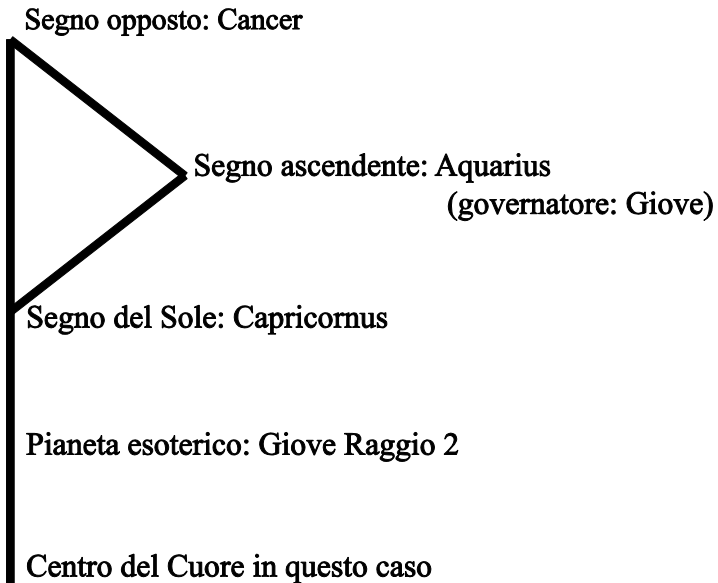 Segno opposto: Cancer
Segno ascendente: Aquarius
(governatore: Giove)
Segno del Sole: Capricornus
Pianeta esoterico: Giove Raggio 2
Centro del Cuore in questo caso